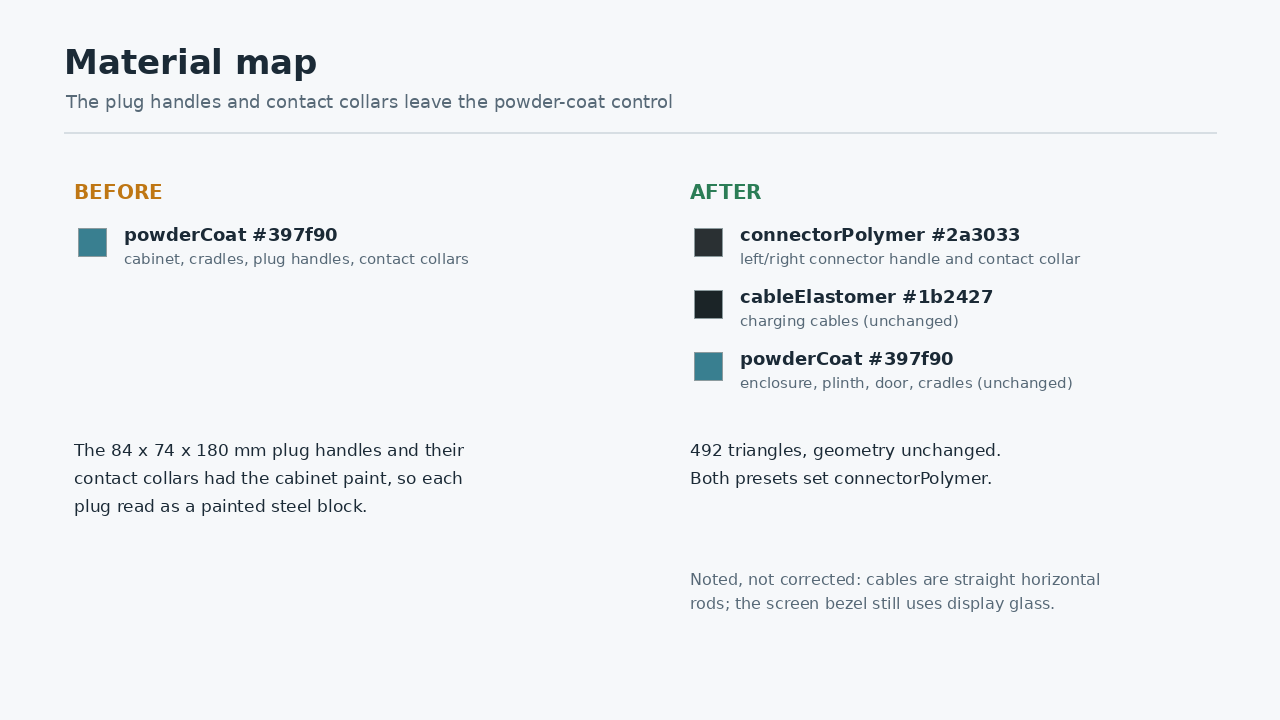 Material map
The plug handles and contact collars leave the powder-coat control
BEFORE
powderCoat #397f90
cabinet, cradles, plug handles, contact collars
The 84 x 74 x 180 mm plug handles and their
contact collars had the cabinet paint, so each
plug read as a painted steel block.
AFTER
connectorPolymer #2a3033
left/right connector handle and contact collar
cableElastomer #1b2427
charging cables (unchanged)
powderCoat #397f90
enclosure, plinth, door, cradles (unchanged)
492 triangles, geometry unchanged.
Both presets set connectorPolymer.
Noted, not corrected: cables are straight horizontal
rods; the screen bezel still uses display glass.